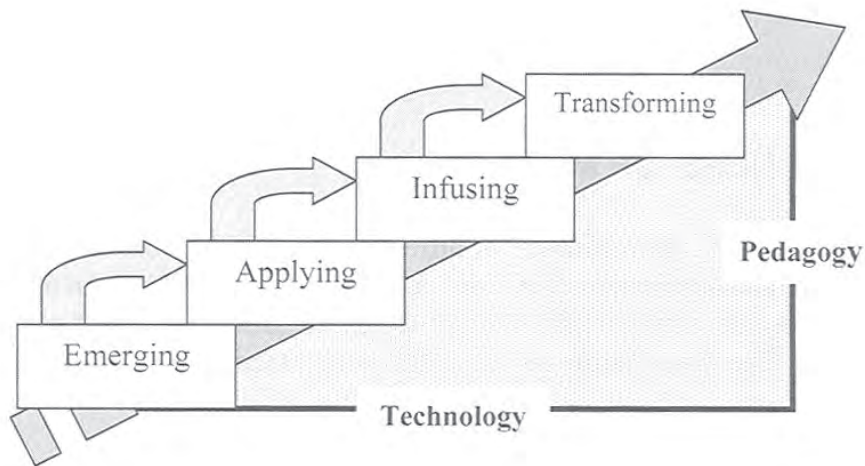 Transforming
Infusing
Applying
Emerging
Pedagogy
Technology